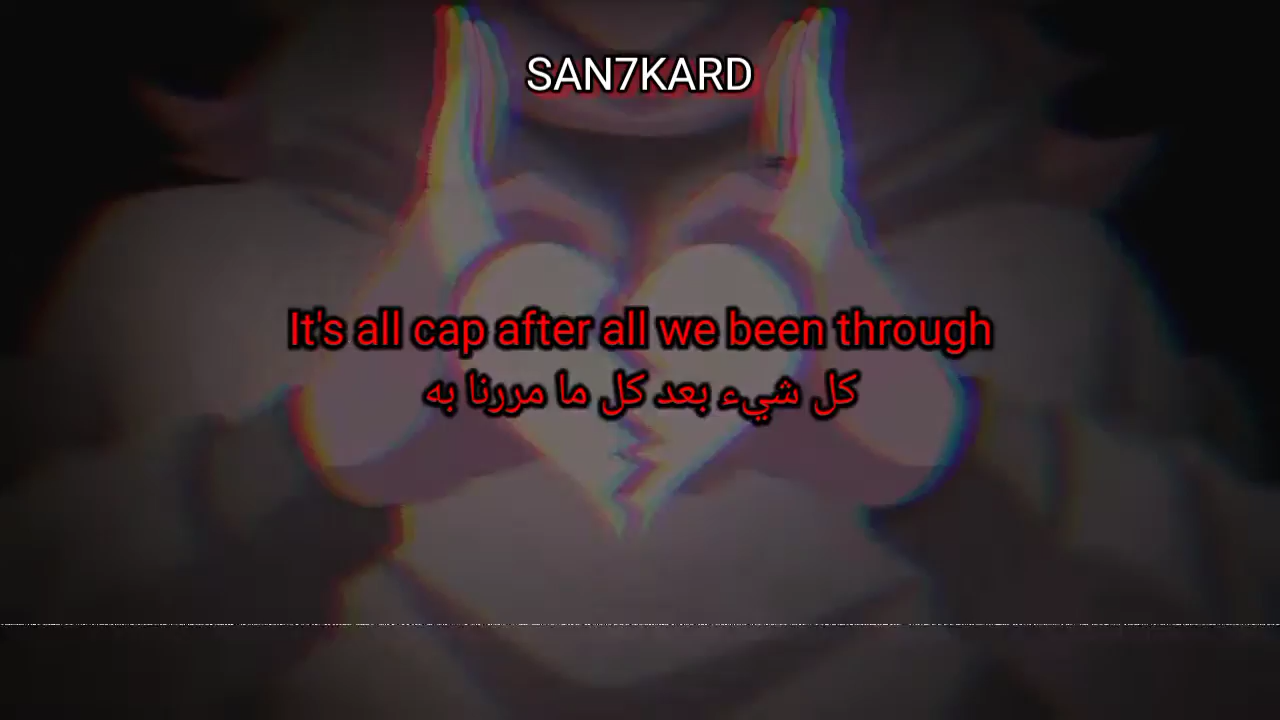 SAN7KARD
It's all cap after all we been through
كل شيء بعد كل ما مررنا به